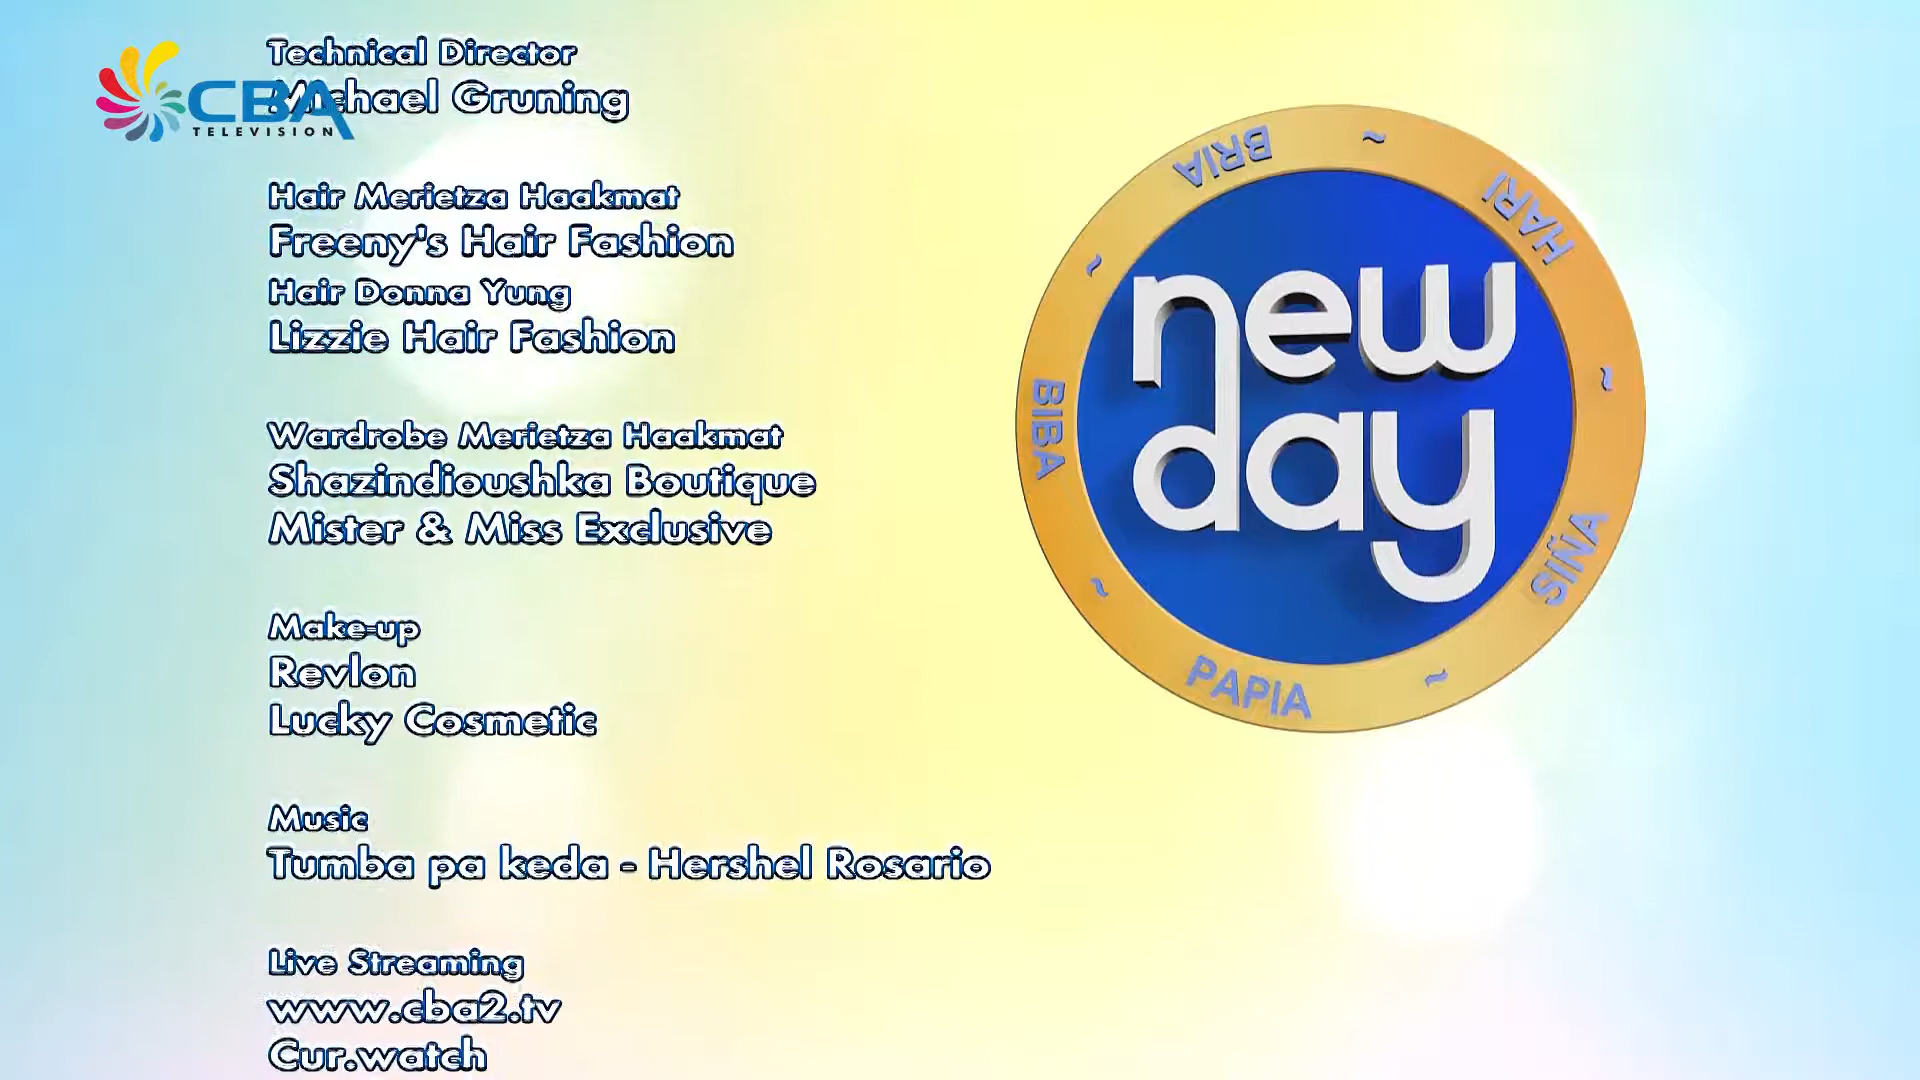 CBA
TELEVISION
Technical Director
Michael Gruning
Hair Merietza Haakmat
Freeny's Hair Fashion
Hair Donna Yung
Lizzie Hair Fashion
Wardrobe Merietza Haakmat
Shazindioushka Boutique
Mister & Miss Exclusive
Make-up
Revlon
Lucky Cosmetic
Music
Tumba pa keda - Hershel Rosario
Live Streaming
www.cba2.tv
Cur.watch
new
day
BIBA ~ BRIA ~ HARI ~ SIÑA ~ PAPIA ~